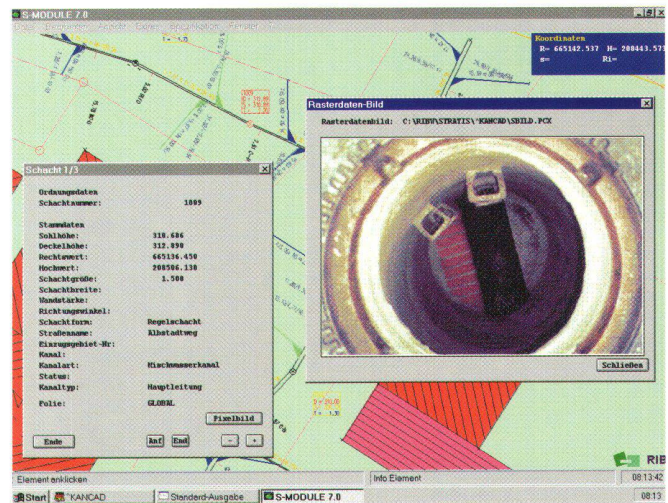 S-MODULE 7.0
Koordinaten
R= 665142.537 H= 208443.571
s= Ri=
Rasterdaten-Bild
Rasterdatenbild: C:\RIBV\STRATIS\^KANCAD\SBILD.PCX
Schließen
Schacht 1/3
Ordnungsdaten
Schachtnummer: 1809
Stammdaten
Sohlhöhe: 310.686
Deckelhöhe: 312.890
Rechtswert: 665136.450
Hochwert: 208506.130
Schachtgröße: 1.500
Schachtbreite:
Wandstärke:
Richtungswinkel:
Schachtform: Regelschacht
Straßenname: Albstadtweg
Einzugsgebiet-Nr:
Kanal:
Kanalart: Mischwasserkanal
Status:
Kanaltyp: Hauptleitung
Folie: GLOBAL
Pixelbild
Ende Anf End - +
RIB
Element anklicken Info Element 08:13:42
Start ^KANCAD Standard-Ausgabe S-MODULE 7.0 08:13